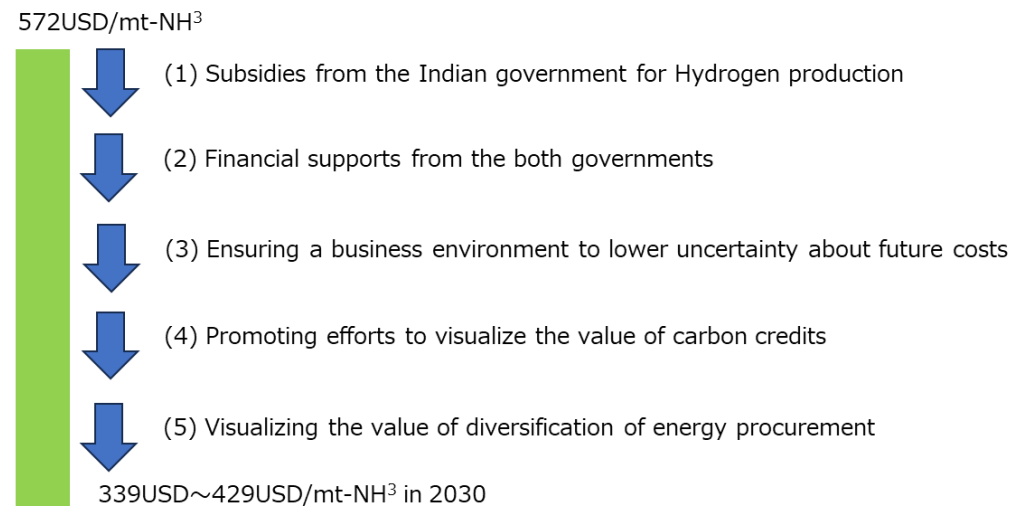 572USD/mt-NH³
(1) Subsidies from the Indian government for Hydrogen production
(2) Financial supports from the both governments
(3) Ensuring a business environment to lower uncertainty about future costs
(4) Promoting efforts to visualize the value of carbon credits
(5) Visualizing the value of diversification of energy procurement
339USD～429USD/mt-NH³ in 2030